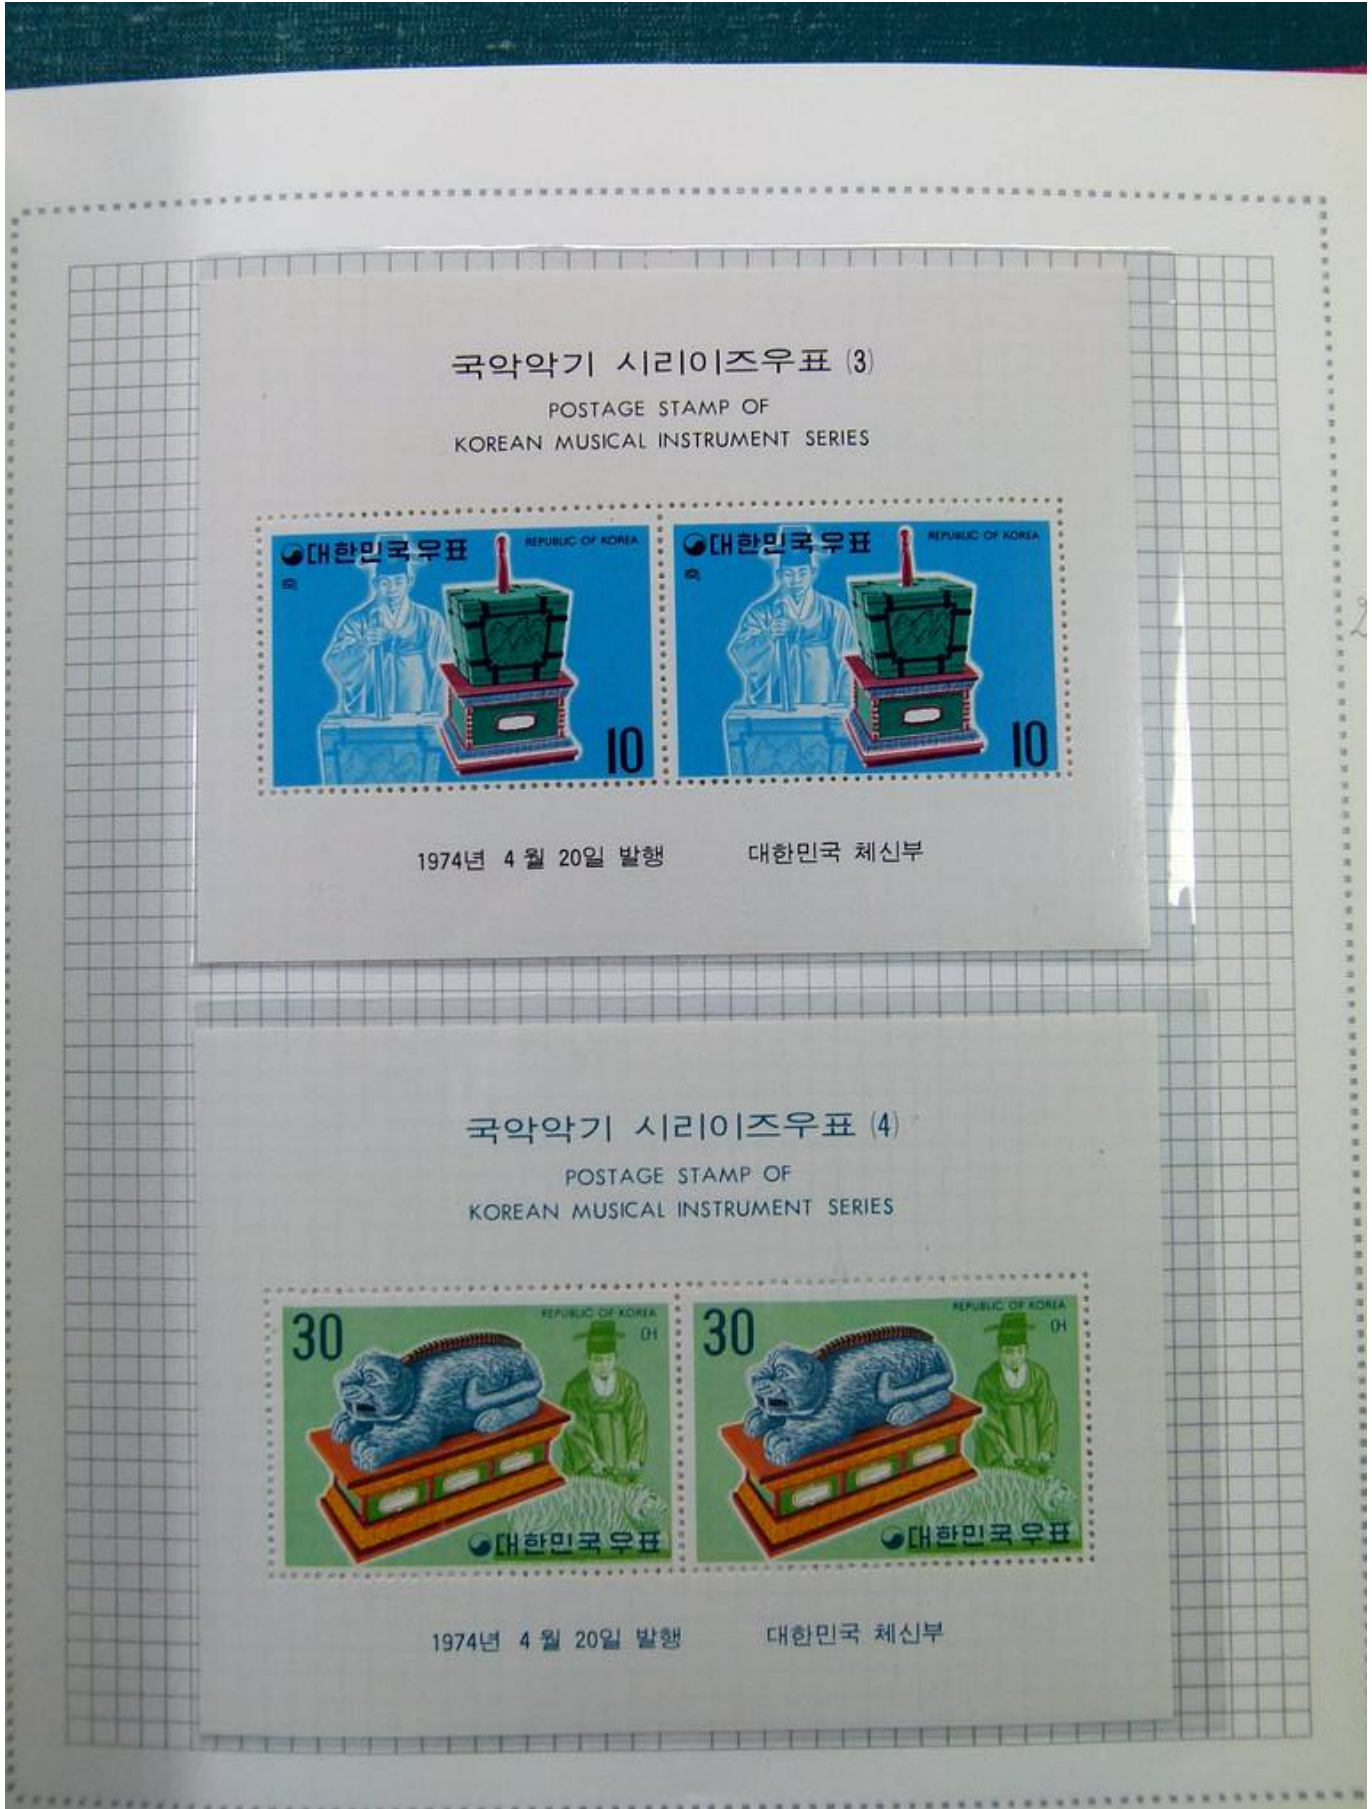 국악악기 시리이즈우표 (3)
POSTAGE STAMP OF
KOREAN MUSICAL INSTRUMENT SERIES
대한민국우표 REPUBLIC OF KOREA
축
10
대한민국우표 REPUBLIC OF KOREA
축
10
1974년 4월 20일 발행 대한민국 체신부
국악악기 시리이즈우표 (4)
POSTAGE STAMP OF
KOREAN MUSICAL INSTRUMENT SERIES
30 REPUBLIC OF KOREA
어
대한민국우표
30 REPUBLIC OF KOREA
어
대한민국우표
1974년 4월 20일 발행 대한민국 체신부